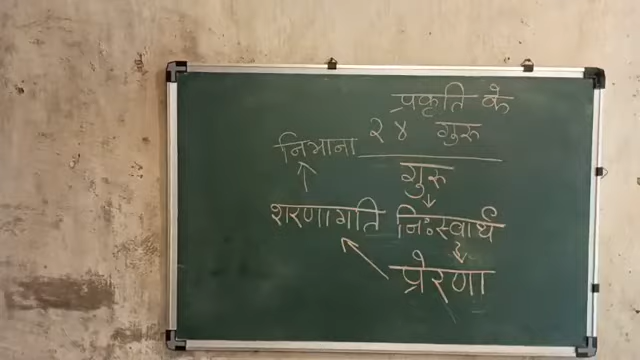 प्रकृति के
२४ गुरु
निभाना
गुरु
शरणागति निःस्वार्थ
प्रेरणा